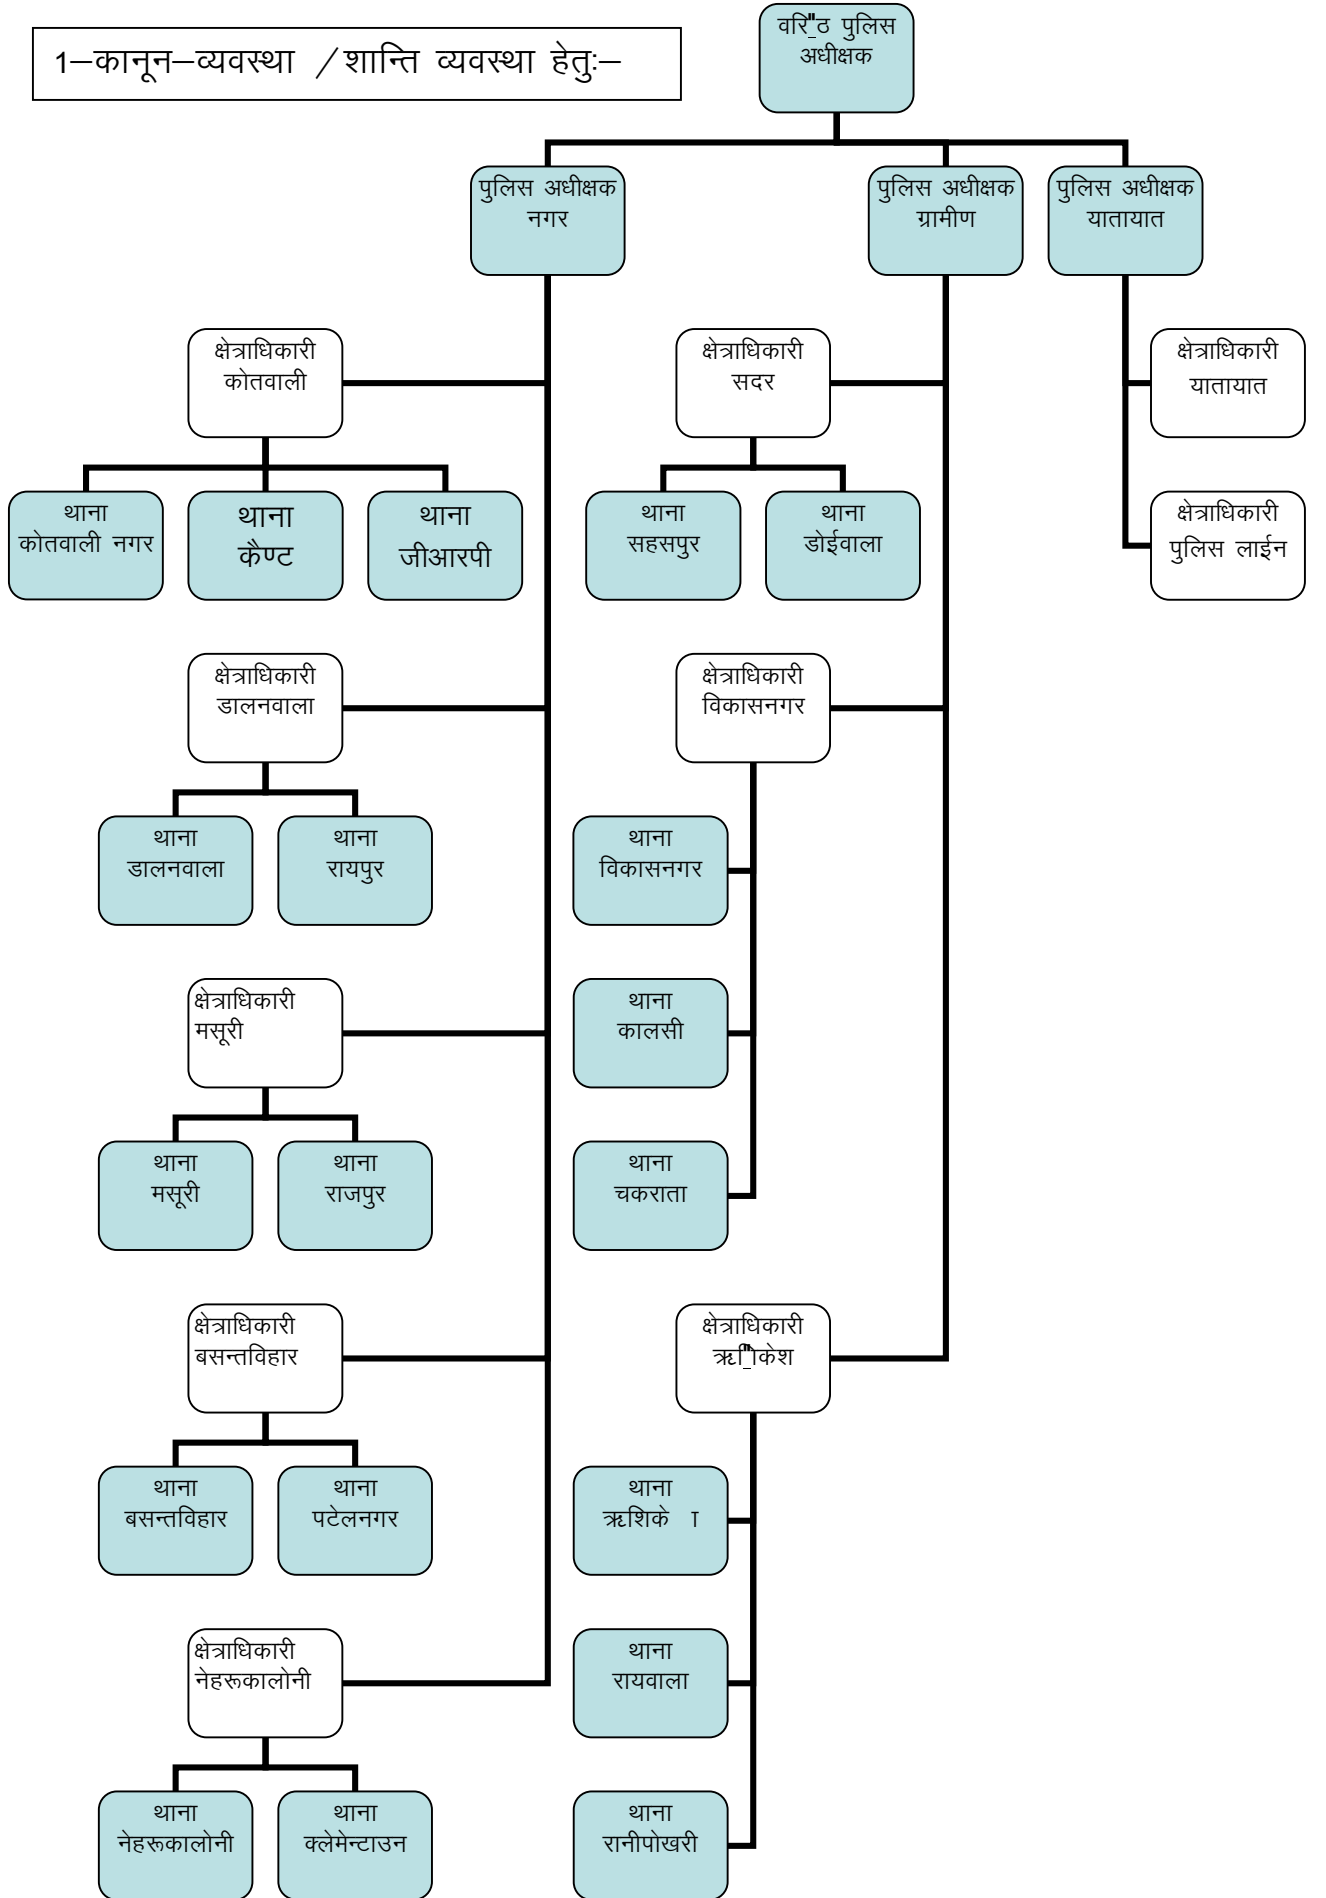 1–कानून–व्यवस्था / शान्ति व्यवस्था हेतुः–
पुलिस
अधीक्षक
पुलिस अधीक्षक
नगर
पुलिस अधीक्षक
ग्रामीण
पुलिस अधीक्षक
यातायात
क्षेत्राधिकारी
कोतवाली
क्षेत्राधिकारी
सदर
क्षेत्राधिकारी
यातायात
थाना
कोतवाली नगर
थाना
कैण्ट
थाना
जीआरपी
थाना
सहसपुर
थाना
डोईवाला
क्षेत्राधिकारी
पुलिस लाईन
क्षेत्राधिकारी
डालनवाला
क्षेत्राधिकारी
विकासनगर
थाना
डालनवाला
थाना
रायपुर
थाना
विकासनगर
क्षेत्राधिकारी
मसूरी
थाना
कालसी
थाना
मसूरी
थाना
राजपुर
थाना
चकराता
क्षेत्राधिकारी
बसन्तविहार
क्षेत्राधिकारी
थाना
बसन्तविहार
थाना
पटेलनगर
थाना
क्षेत्राधिकारी
नेहरूकालोनी
थाना
रायवाला
थाना
नेहरूकालोनी
थाना
क्लेमेन्टाउन
थाना
रानीपोखरी